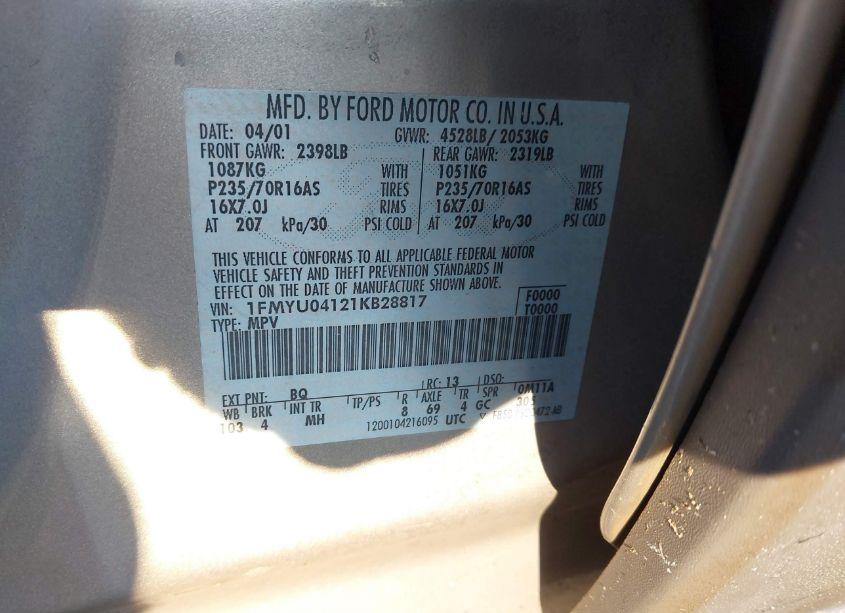 MFD. BY FORD MOTOR CO. IN U.S.A.
DATE: 04/01 GVWR: 4528LB/ 2053KG
FRONT GAWR: 2398LB REAR GAWR: 2319LB
1087KG WITH 1051KG WITH
P235/70R16AS TIRES P235/70R16AS TIRES
16X7.0J RIMS 16X7.0J RIMS
AT 207 kPa/30 PSI COLD AT 207 kPa/30 PSI COLD
THIS VEHICLE CONFORMS TO ALL APPLICABLE FEDERAL MOTOR
VEHICLE SAFETY AND THEFT PREVENTION STANDARDS IN
EFFECT ON THE DATE OF MANUFACTURE SHOWN ABOVE.
VIN: 1FMYU04121KB28817 F0000
TYPE: MPV T0000
EXT PNT: BQ RC: 13 DSO:
WB BRK INT TR TP/PS R AXLE TR SPR 0M11A
103 4 MH 8 69 4 GC 305
1200104216095 UTC